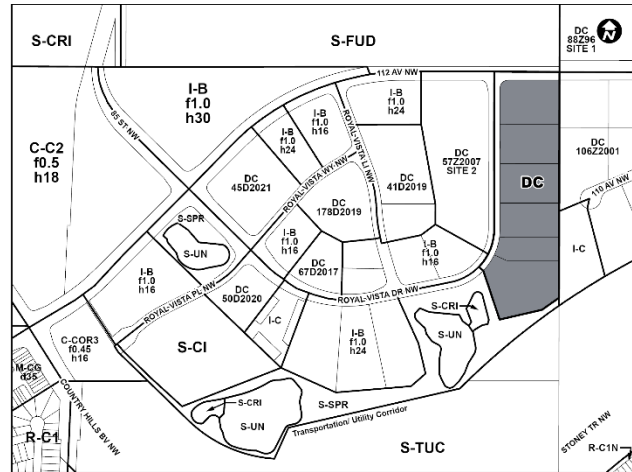 S-CRI
S-FUD
DC
88Z96
SITE 1
N
112 AV NW
I-B
f1.0
h30
85 ST NW
C-C2
f0.5
h18
I-B
f1.0
h24
I-B
f1.0
h16
ROYAL-VISTA LI NW
I-B
f1.0
h24
DC
45D2021
ROYAL-VISTA WY NW
DC
41D2019
DC
57Z2007
SITE 2
DC
DC
106Z2001
110 AV NW
DC
178D2019
S-SPR
S-UN
I-B
f1.0
h16
I-B
f1.0
h16
I-C
I-B
f1.0
h16
DC
67D2017
ROYAL-VISTA PL NW
DC
50D2020
ROYAL-VISTA DR NW
S-CRI
I-C
I-B
f1.0
h24
S-UN
C-COR3
f0.45
h16
S-CI
M-CG
d35
COUNTRY HILLS BV NW
S-CRI
S-SPR
S-UN
Transportation/ Utility Corridor
R-C1
S-TUC
STONEY TR NW
R-C1N